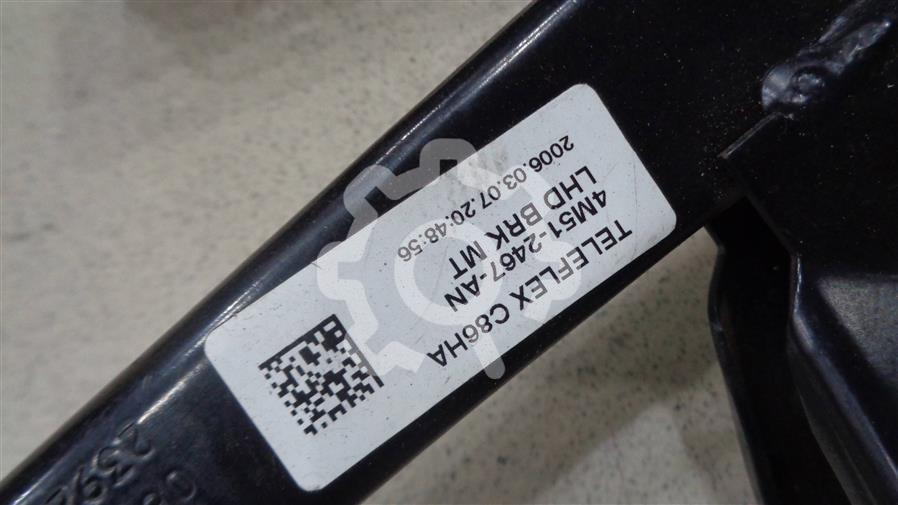 TELEFLEX C86HA
4M51-2467-AN
LHD BRK MT
2006.03.07.20:48:56